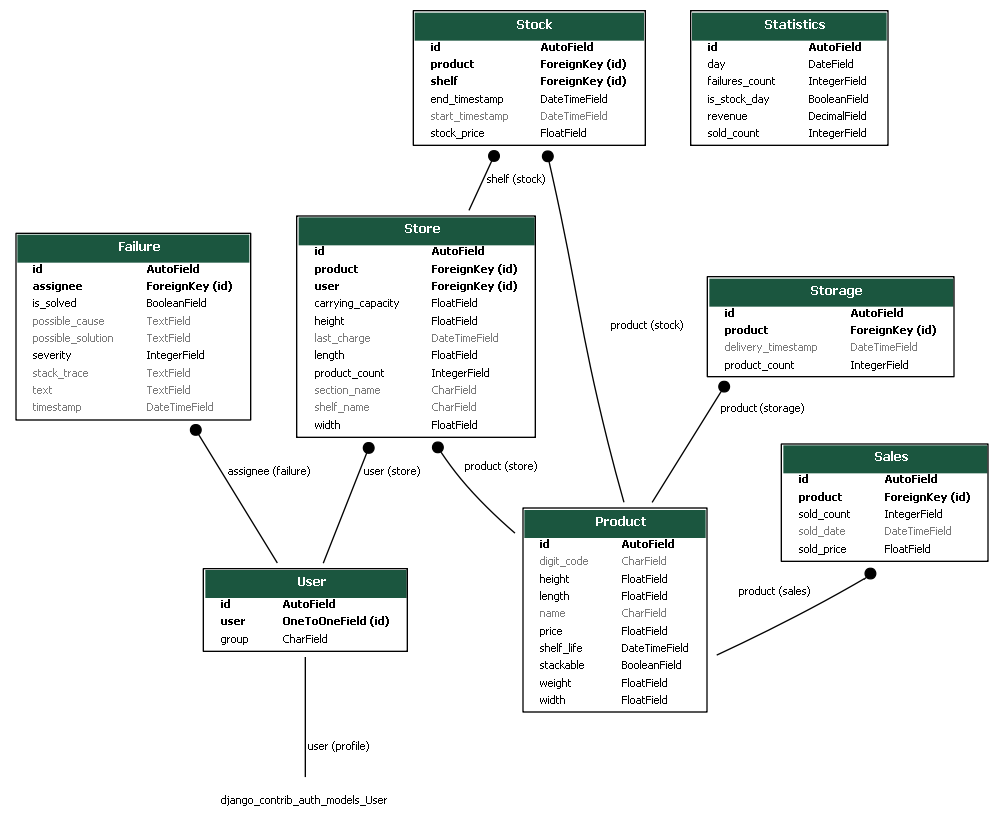 Stock
id AutoField
product ForeignKey (id)
shelf ForeignKey (id)
end_timestamp DateTimeField
start_timestamp DateTimeField
stock_price FloatField
Statistics
id AutoField
day DateField
failures_count IntegerField
is_stock_day BooleanField
revenue DecimalField
sold_count IntegerField
shelf (stock)
Failure
id AutoField
assignee ForeignKey (id)
is_solved BooleanField
possible_cause TextField
possible_solution TextField
severity IntegerField
stack_trace TextField
text TextField
timestamp DateTimeField
Store
id AutoField
product ForeignKey (id)
user ForeignKey (id)
carrying_capacity FloatField
height FloatField
last_charge DateTimeField
length FloatField
product_count IntegerField
section_name CharField
shelf_name CharField
width FloatField
product (stock)
Storage
id AutoField
product ForeignKey (id)
delivery_timestamp DateTimeField
product_count IntegerField
product (storage)
assignee (failure)
user (store)
product (store)
Sales
id AutoField
product ForeignKey (id)
sold_count IntegerField
sold_date DateTimeField
sold_price FloatField
product (sales)
User
id AutoField
user OneToOneField (id)
group CharField
Product
id AutoField
digit_code CharField
height FloatField
length FloatField
name CharField
price FloatField
shelf_life DateTimeField
stackable BooleanField
weight FloatField
width FloatField
user (profile)
django_contrib_auth_models_User